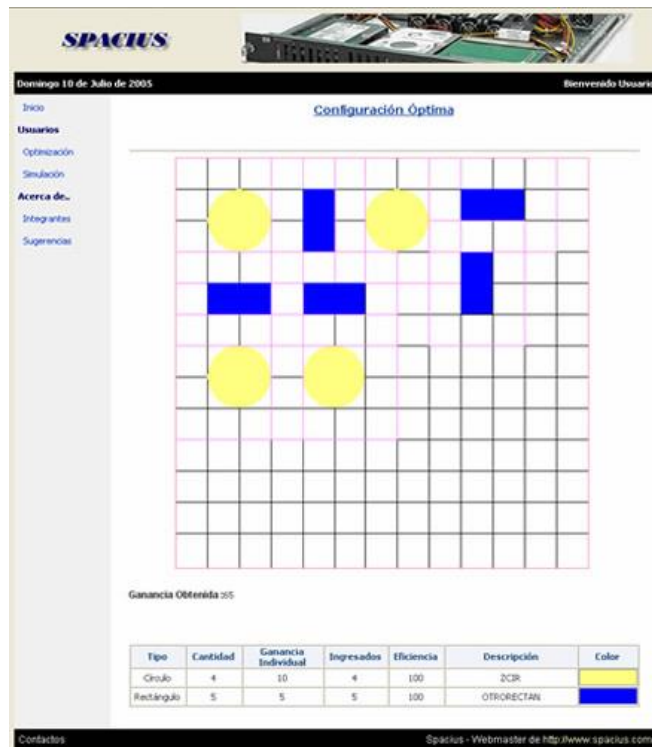 SPACIUS
Domingo 10 de Julio de 2005
Bienvenido Usuario
Inicio
Usuarios
Optimización
Simulación
Acerca de..
Integrantes
Sugerencias
Configuración Óptima
Ganancia Obtenida :65
Tipo Cantidad Ganancia Individual Ingresados Eficiencia Descripción Color
Círculo 4 10 4 100 ZCIR
Rectángulo 5 5 5 100 OTRORECTAN
Contactos
Spacius - Webmaster de http://www.spacius.com